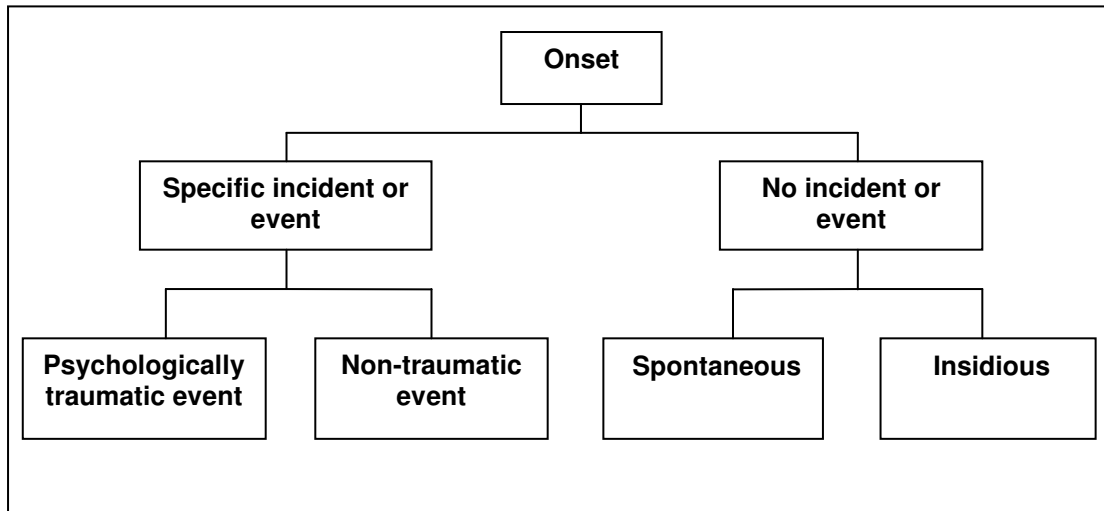 Onset
Specific incident or
event
No incident or
event
Psychologically
traumatic event
Non-traumatic
event
Spontaneous
Insidious